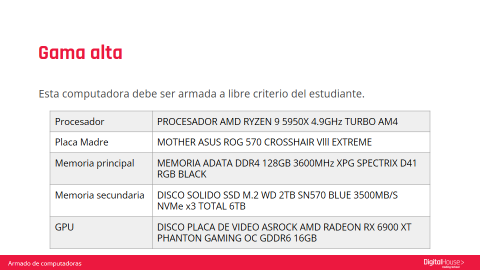 Gama alta
Esta computadora debe ser armada a libre criterio del estudiante.
Procesador
PROCESADOR AMD RYZEN 9 5950X 4.9GHz TURBO AM4
Placa Madre
MOTHER ASUS ROG 570 CROSSHAIR Vlll EXTREME
Memoria principal
MEMORIA ADATA DDR4 128GB 3600MHz XPG SPECTRIX D41
RGB BLACK
Memoria secundaria
DISCO SOLIDO SSD M.2 WD 2TB SN570 BLUE 3500MB/S
NVMe x3 TOTAL 6TB
GPU
DISCO PLACA DE VIDEO ASROCK AMD RADEON RX 6900 XT
PHANTON GAMING OC GDDR6 16GB
Armado de computadoras
DigitalHouse>